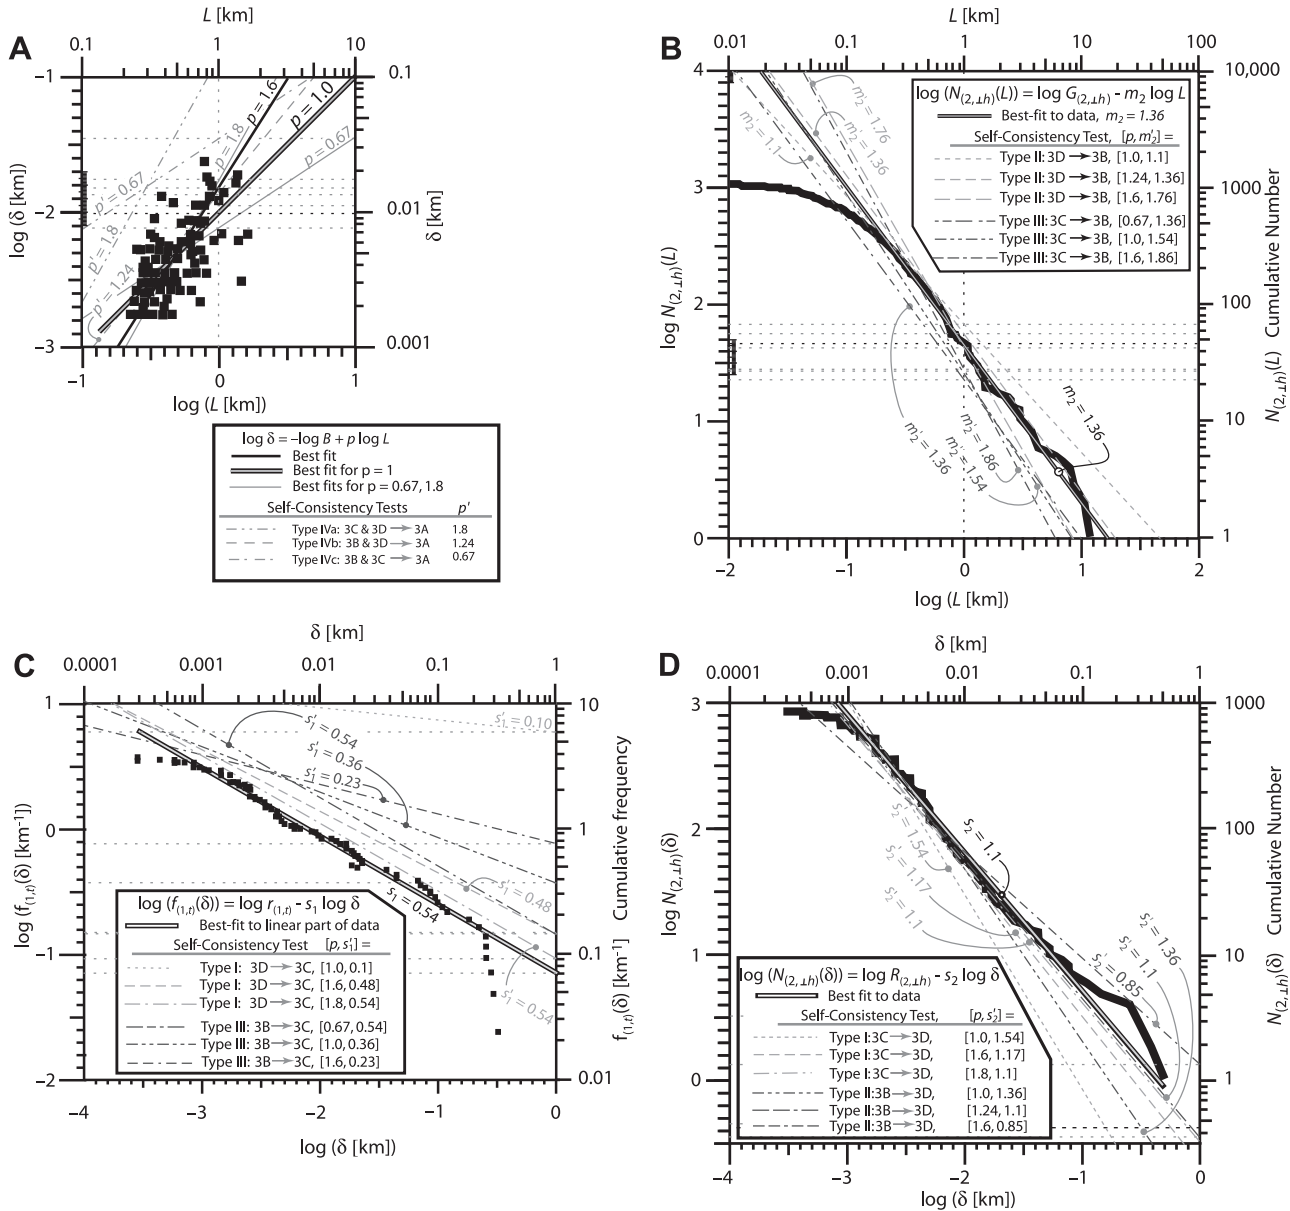 A
L [km]
0.1 1 10
−1
−2
−3
log (δ [km])
0.1
0.01
0.001
δ [km]
p = 1.6
p = 1.8
p = 1.0
p = 0.67
p' = 0.67
p' = 1.8
p' = 1.24
−1 0 1
log (L [km])
log δ = –log B + p log L
Best fit
Best fit for p = 1
Best fits for p = 0.67, 1.8
Self-Consistency Tests p'
Type IVa: 3C & 3D → 3A 1.8
Type IVb: 3B & 3D → 3A 1.24
Type IVc: 3B & 3C → 3A 0.67
B
L [km]
0.01 0.1 1 10 100
4
3
2
1
0
log N(2,⊥h)(L)
10,000
1000
100
10
1
N(2,⊥h)(L) Cumulative Number
log (N(2,⊥h)(L)) = log G(2,⊥h) - m2 log L
Best-fit to data, m2 = 1.36
Self-Consistency Test, [p, m'2] =
Type II: 3D → 3B, [1.0, 1.1]
Type II: 3D → 3B, [1.24, 1.36]
Type II: 3D → 3B, [1.6, 1.76]
Type III: 3C → 3B, [0.67, 1.36]
Type III: 3C → 3B, [1.0, 1.54]
Type III: 3C → 3B, [1.6, 1.86]
m'2 = 1.76
m'2 = 1.36
m'2 = 1.1
m2 = 1.36
m'2 = 1.86
m'2 = 1.54
m'2 = 1.36
−2 −1 0 1 2
log (L [km])
C
δ [km]
0.0001 0.001 0.01 0.1 1
1
0
−1
−2
log (f(1,t)(δ) [km-1])
10
1
0.1
0.01
f(1,t)(δ) [km-1] Cumulative frequency
s'1 = 0.10
s'1 = 0.54
s'1 = 0.36
s'1 = 0.23
s'1 = 0.48
s1 = 0.54
s'1 = 0.54
log (f(1,t)(δ)) = log r(1,t) - s1 log δ
Best-fit to linear part of data
Self-Consistency Test [p, s'1] =
Type I: 3D → 3C, [1.0, 0.1]
Type I: 3D → 3C, [1.6, 0.48]
Type I: 3D → 3C, [1.8, 0.54]
Type III: 3B → 3C, [0.67, 0.54]
Type III: 3B → 3C, [1.0, 0.36]
Type III: 3B → 3C, [1.6, 0.23]
−4 −3 −2 −1 0
log (δ [km])
D
δ [km]
0.0001 0.001 0.01 0.1 1
3
2
1
0
log N(2,⊥h)(δ)
1000
100
10
1
N(2,⊥h)(δ) Cumulative Number
s2 = 1.1
s'2 = 1.54
s'2 = 1.17
s'2 = 1.1
s'2 = 1.36
s'2 = 1.1
s'2 = 0.85
log (N(2,⊥h)(δ)) = log R(2,⊥h) - s2 log δ
Best fit to data
Self-Consistency Test, [p, s'2] =
Type I:3C → 3D, [1.0, 1.54]
Type I:3C → 3D, [1.6, 1.17]
Type I:3C → 3D, [1.8, 1.1]
Type II:3B → 3D, [1.0, 1.36]
Type II:3B → 3D, [1.24, 1.1]
Type II:3B → 3D, [1.6, 0.85]
−4 −3 −2 −1 0
log (δ [km])